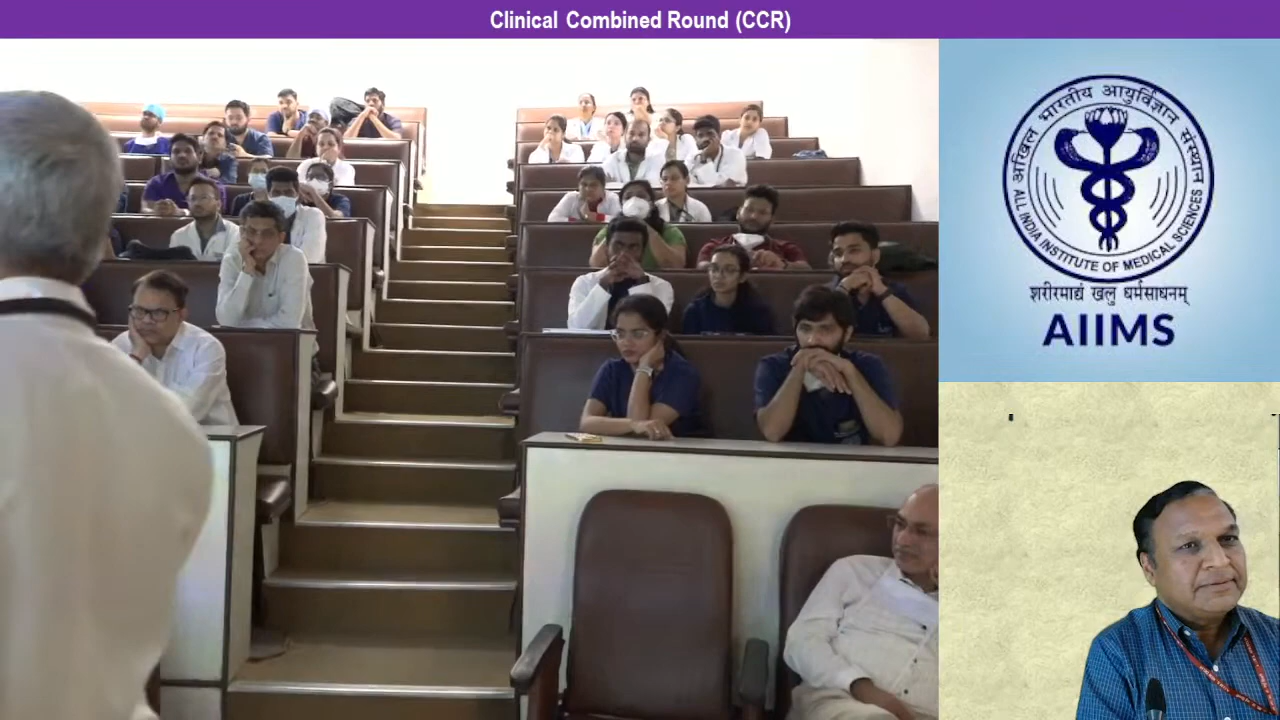 Clinical Combined Round (CCR)
अखिल भारतीय आयुर्विज्ञान संस्थान
ALL INDIA INSTITUTE OF MEDICAL SCIENCES
शरीरमाद्यं खलु धर्मसाधनम्
AIIMS